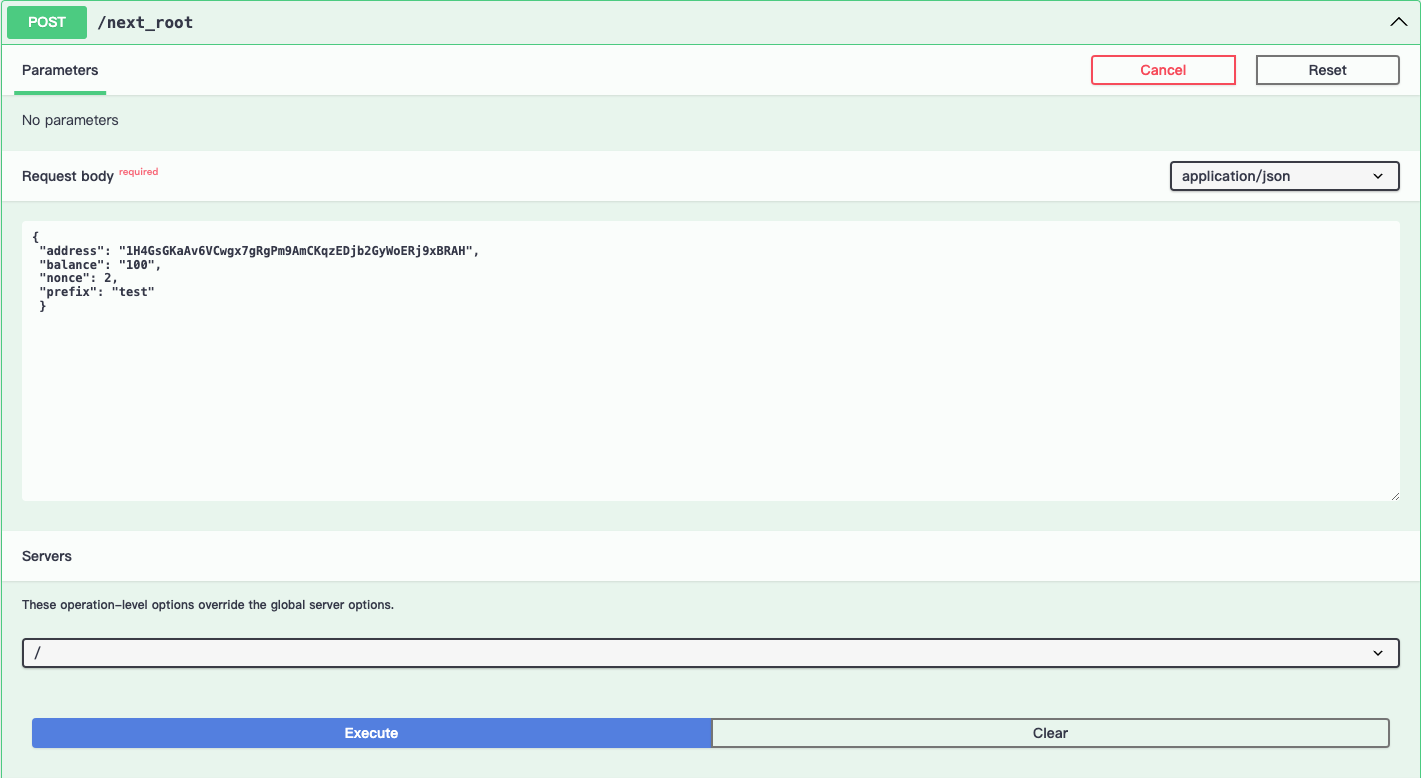 POST /next_root
Parameters
Cancel
Reset
No parameters
Request body required
application/json
{
"address": "1H4GsGKaAv6VCwgx7gRgPm9AmCKqzEDjb2GyWoERj9xBRAH",
"balance": "100",
"nonce": 2,
"prefix": "test"
}
Servers
These operation-level options override the global server options.
/
Execute
Clear